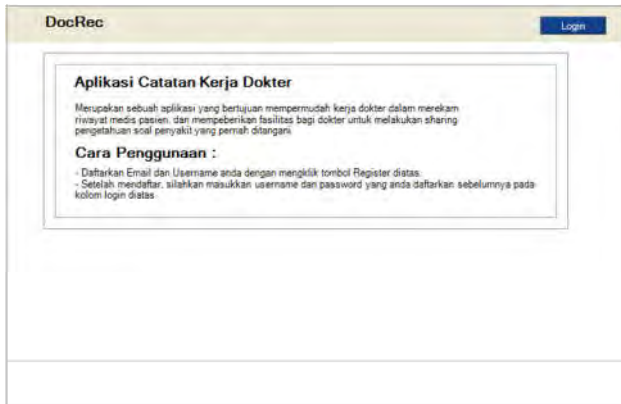 DocRec
Login
Aplikasi Catatan Kerja Dokter
Merupakan sebuah aplikasi yang bertujuan mempermudah kerja dokter dalam merekam
riwayat medis pasien, dan mempeberikan fasilitas bagi dokter untuk melakukan sharing
pengetahuan soal penyakit yang pernah ditangani.
Cara Penggunaan :
- Daftarkan Email dan Username anda dengan mengklik tombol Register diatas.
- Setelah mendaftar, silahkan masukkan username dan password yang anda daftarkan sebelumnya pada
kolom login diatas.